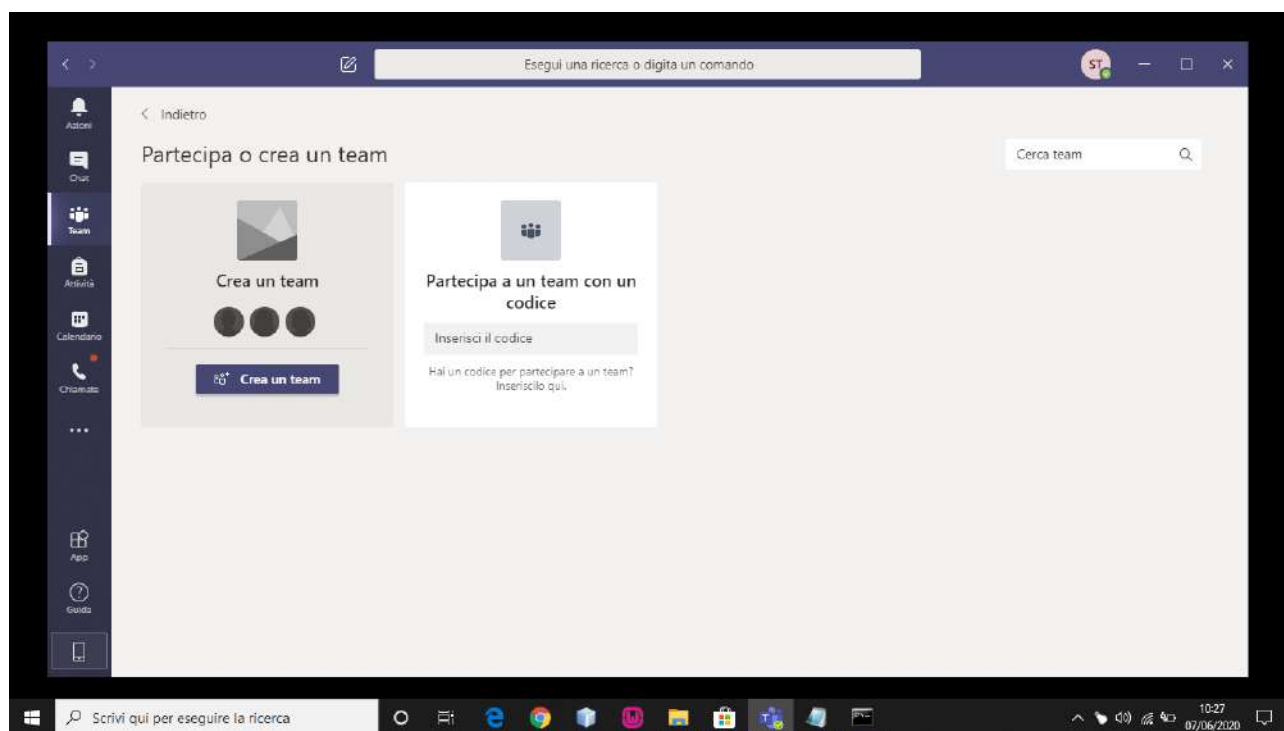 Esegui una ricerca o digita un comando
ST
Azioni
Indietro
Partecipa o crea un team
Cerca team
Chat
Team
Attività
Calendario
Chiamate
Crea un team
Crea un team
Partecipa a un team con un
codice
Inserisci il codice
Hai un codice per partecipare a un team?
Inseriscilo qui.
App
Guida
Scrivi qui per eseguire la ricerca
10:27
07/06/2020